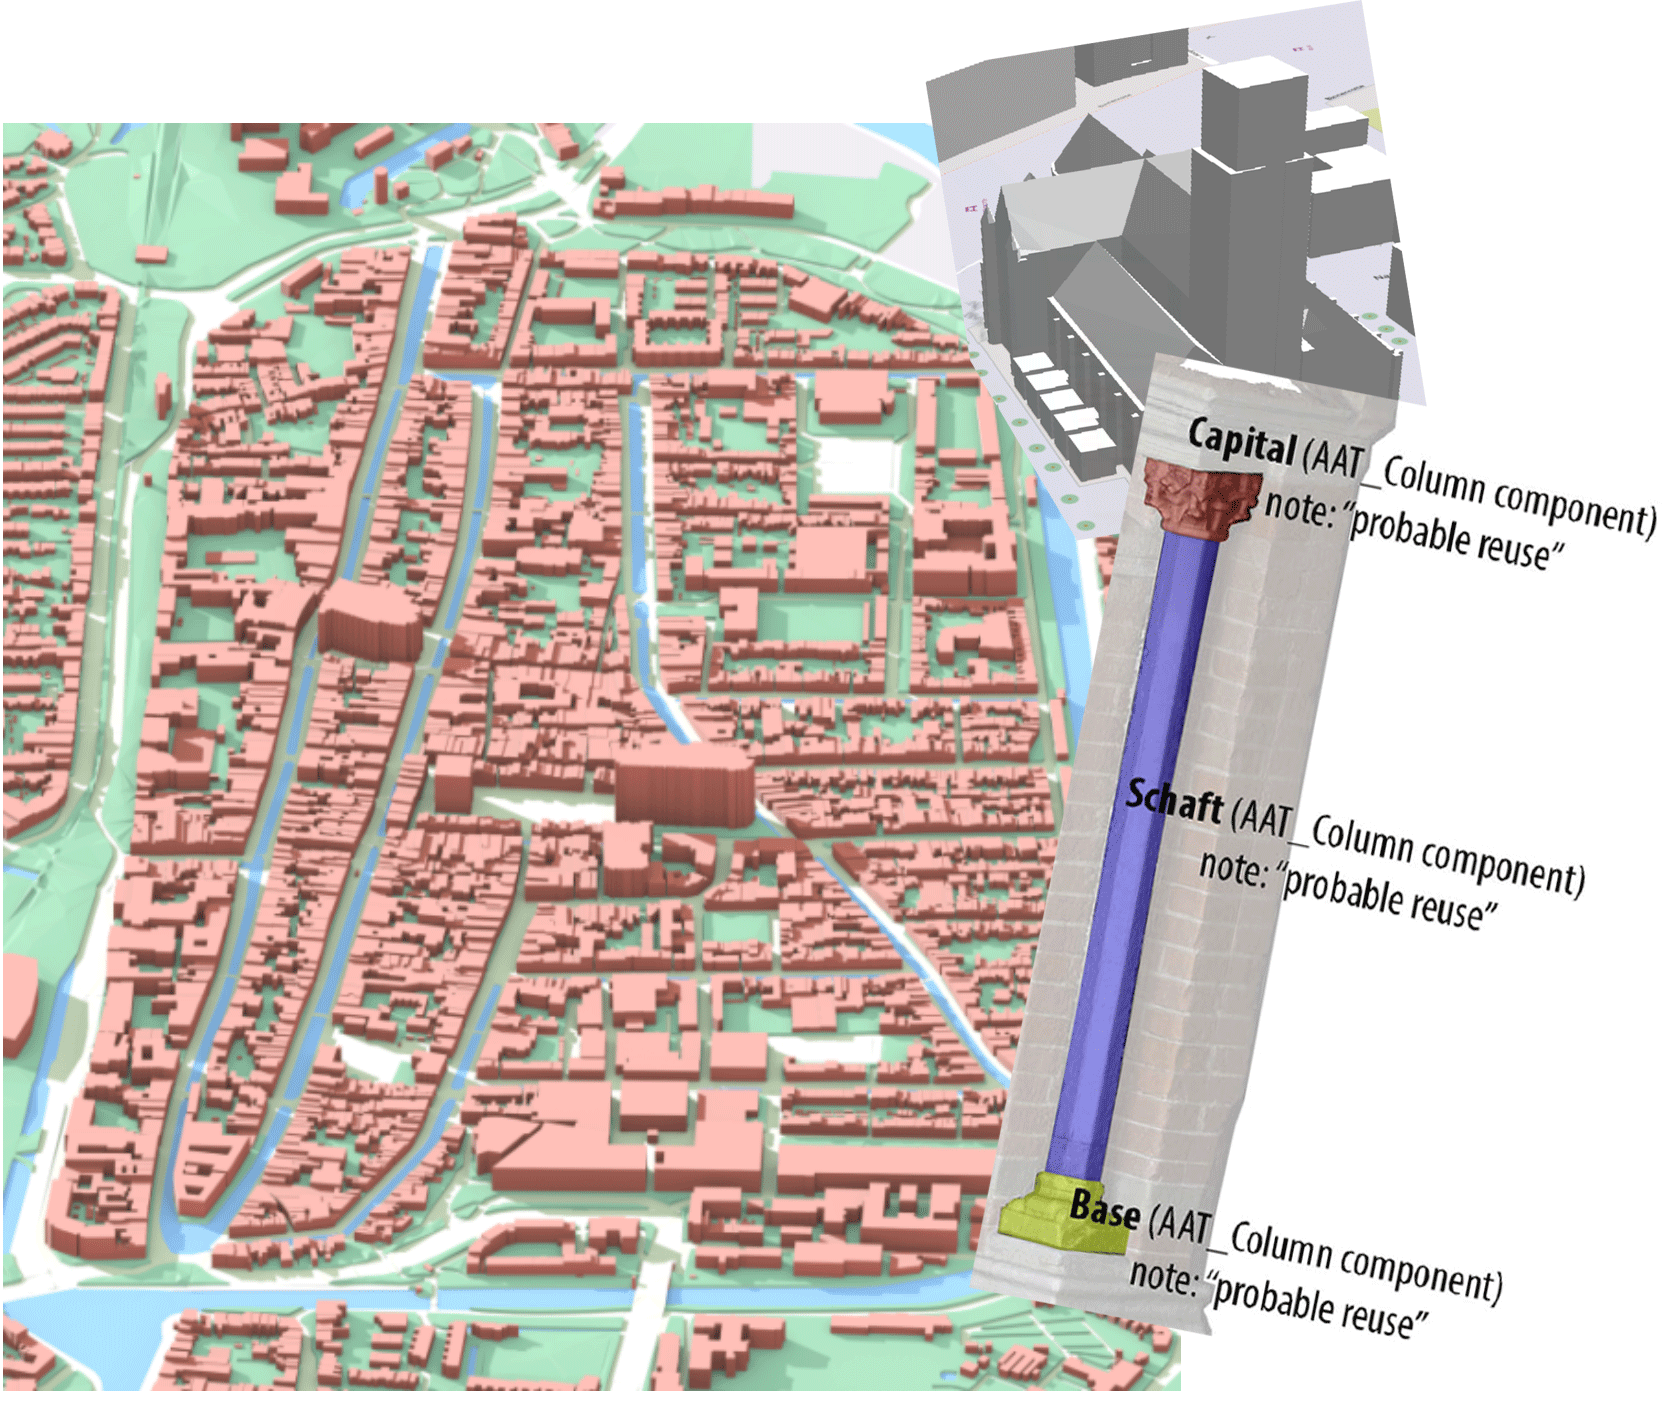 Capital (AAT_Column component)
note: “probable reuse”
Schaft (AAT_Column component)
note: “probable reuse”
Base (AAT_Column component)
note: “probable reuse”